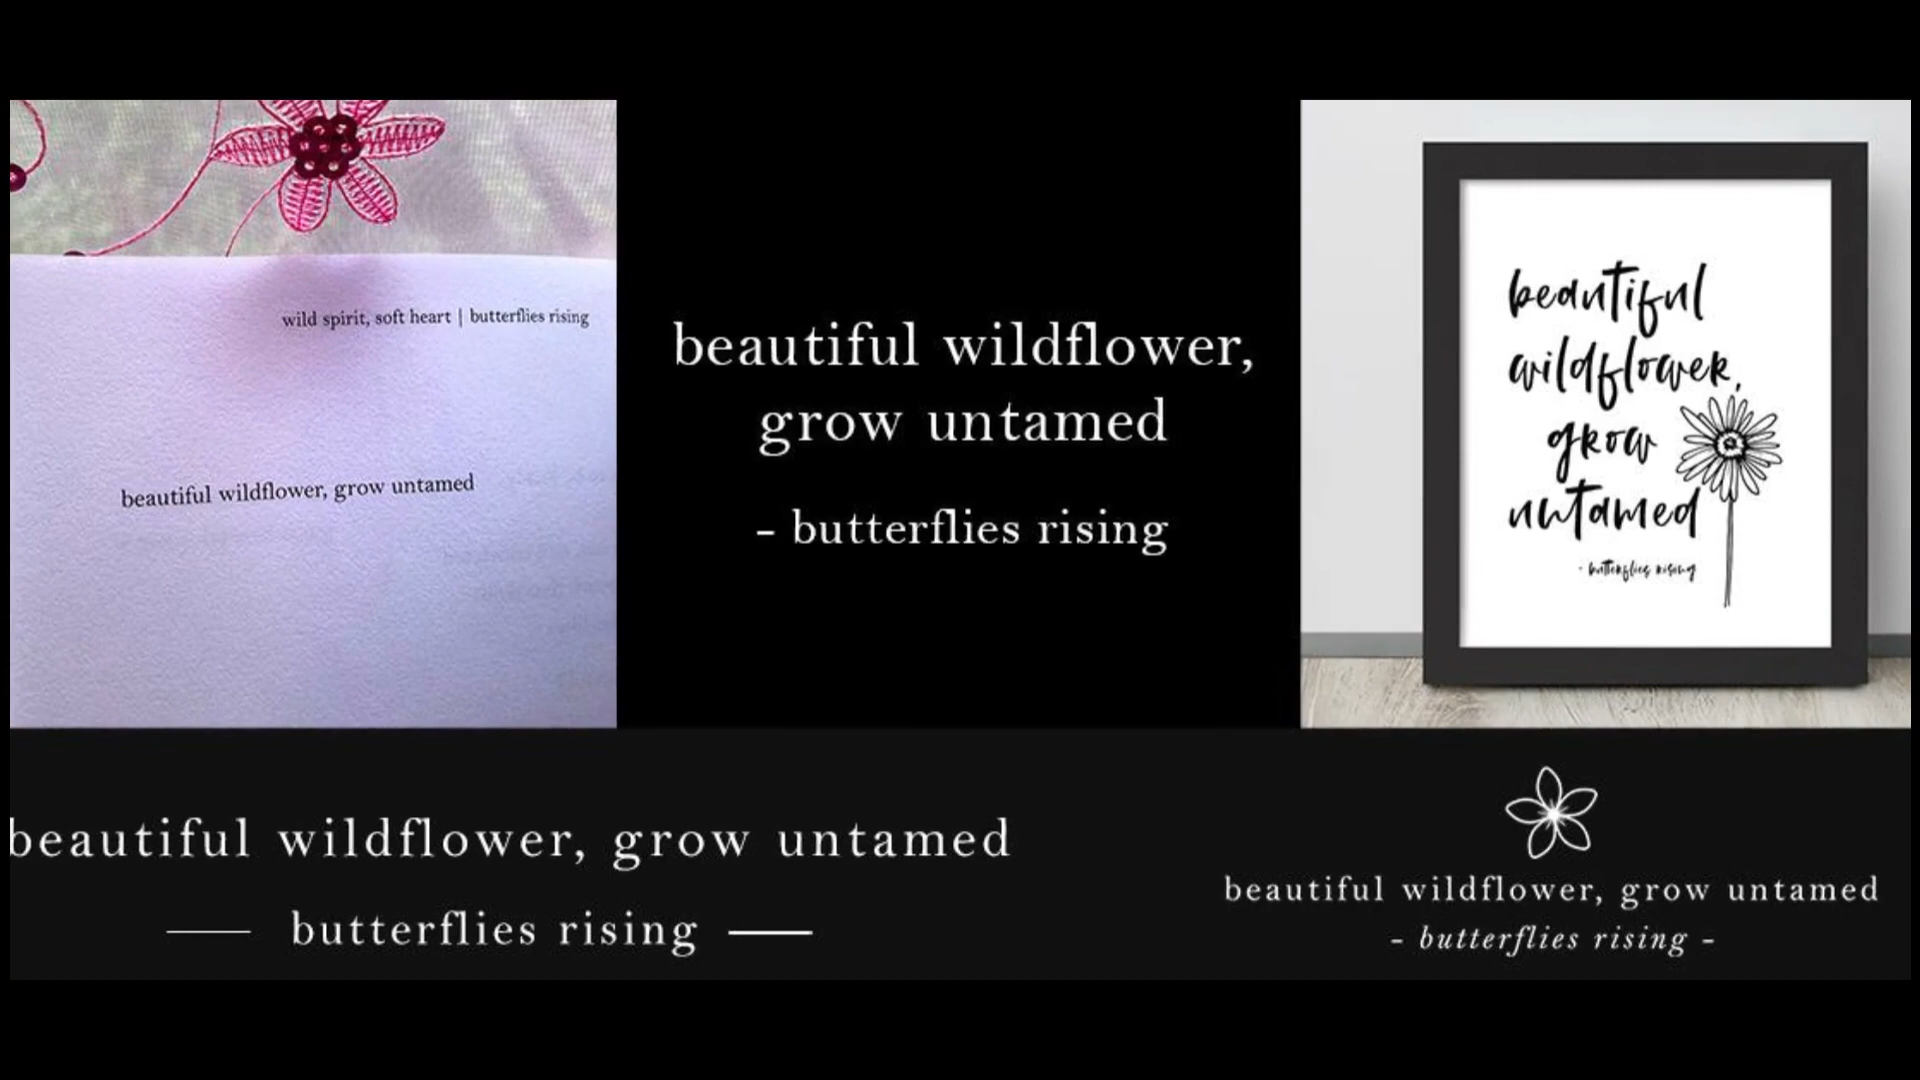 wild spirit, soft heart | butterflies rising
beautiful wildflower, grow untamed
beautiful wildflower,
grow untamed
- butterflies rising
beautiful
wildflower,
grow
untamed
- butterflies rising
beautiful wildflower, grow untamed
butterflies rising
beautiful wildflower, grow untamed
- butterflies rising -